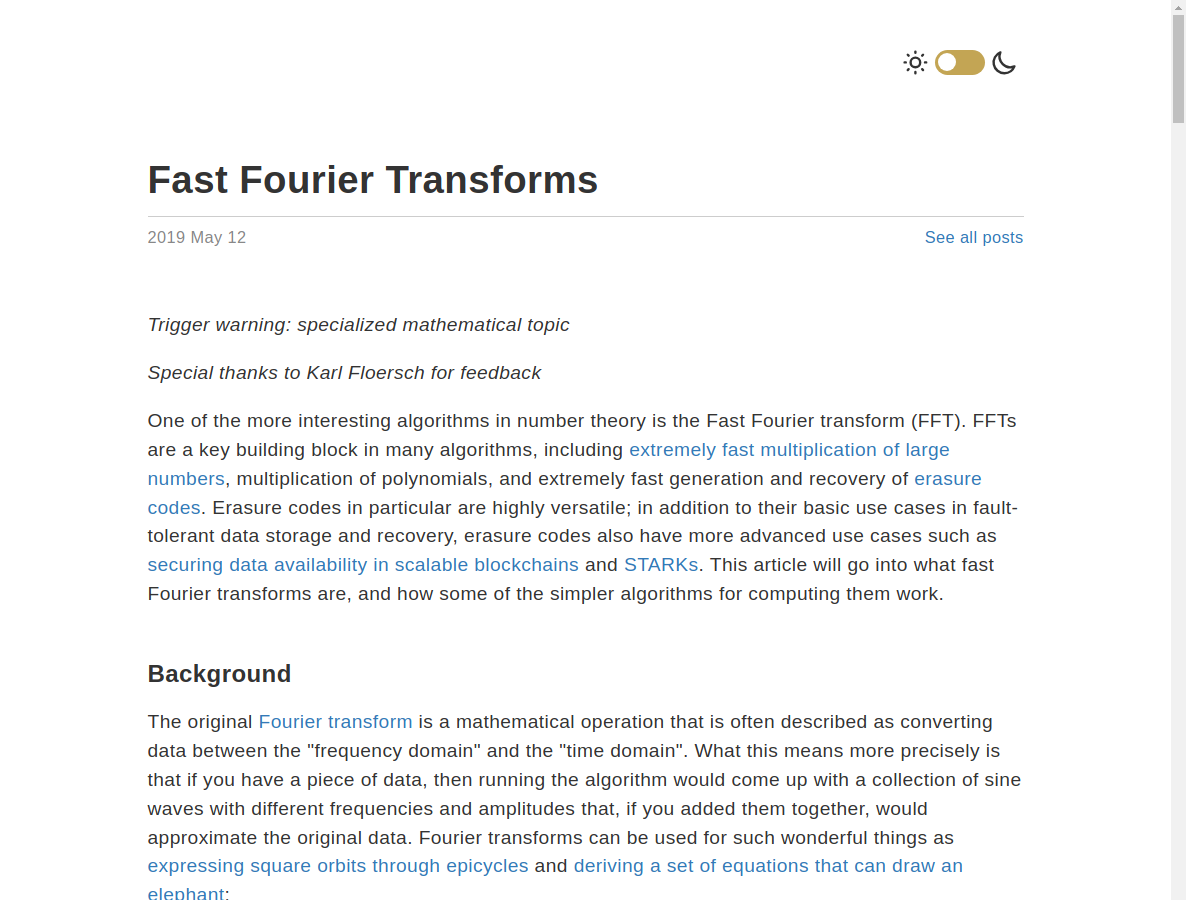 Fast Fourier Transforms
2019 May 12
See all posts
Trigger warning: specialized mathematical topic
Special thanks to Karl Floersch for feedback
One of the more interesting algorithms in number theory is the Fast Fourier transform (FFT). FFTs
are a key building block in many algorithms, including extremely fast multiplication of large
numbers, multiplication of polynomials, and extremely fast generation and recovery of erasure
codes. Erasure codes in particular are highly versatile; in addition to their basic use cases in fault-
tolerant data storage and recovery, erasure codes also have more advanced use cases such as
securing data availability in scalable blockchains and STARKs. This article will go into what fast
Fourier transforms are, and how some of the simpler algorithms for computing them work.
Background
The original Fourier transform is a mathematical operation that is often described as converting
data between the "frequency domain" and the "time domain". What this means more precisely is
that if you have a piece of data, then running the algorithm would come up with a collection of sine
waves with different frequencies and amplitudes that, if you added them together, would
approximate the original data. Fourier transforms can be used for such wonderful things as
expressing square orbits through epicycles and deriving a set of equations that can draw an
elephant: